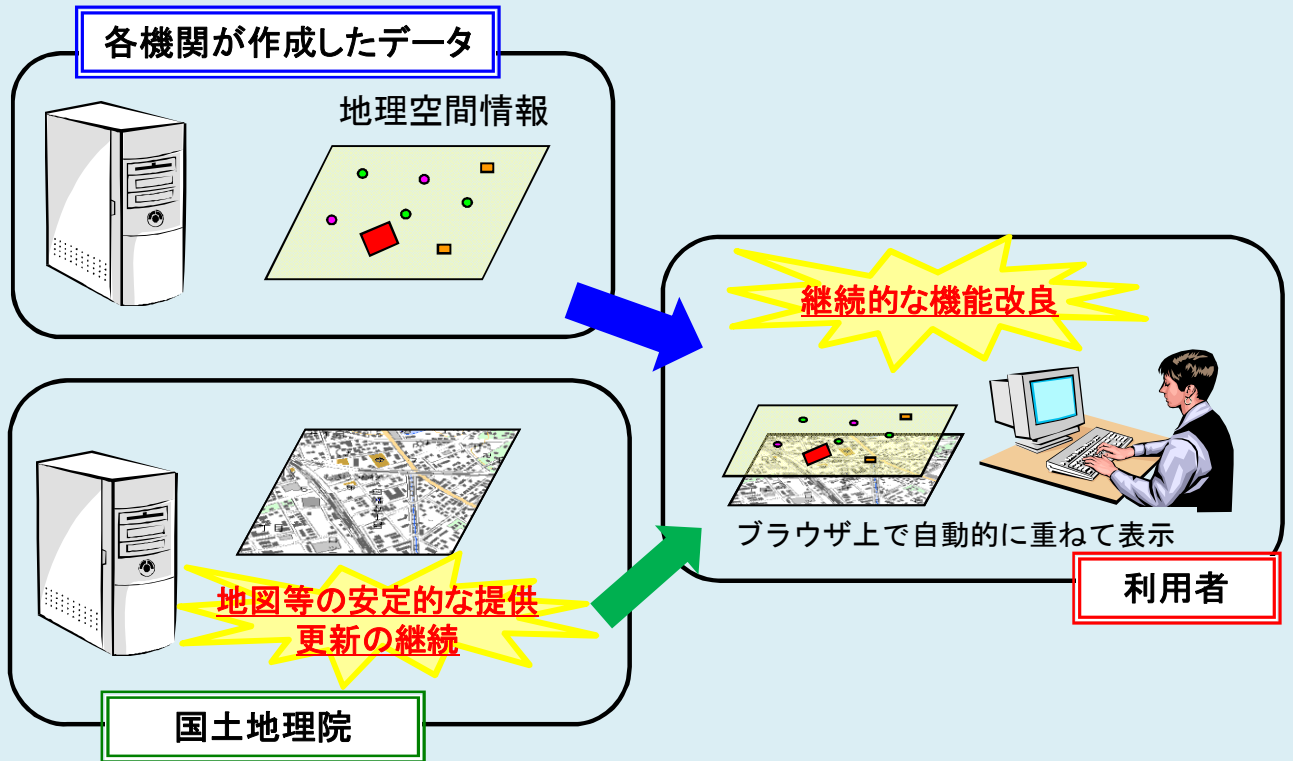 各機関が作成したデータ
地理空間情報
継続的な機能改良
ブラウザ上で自動的に重ねて表示
利用者
地図等の安定的な提供
更新の継続
国土地理院